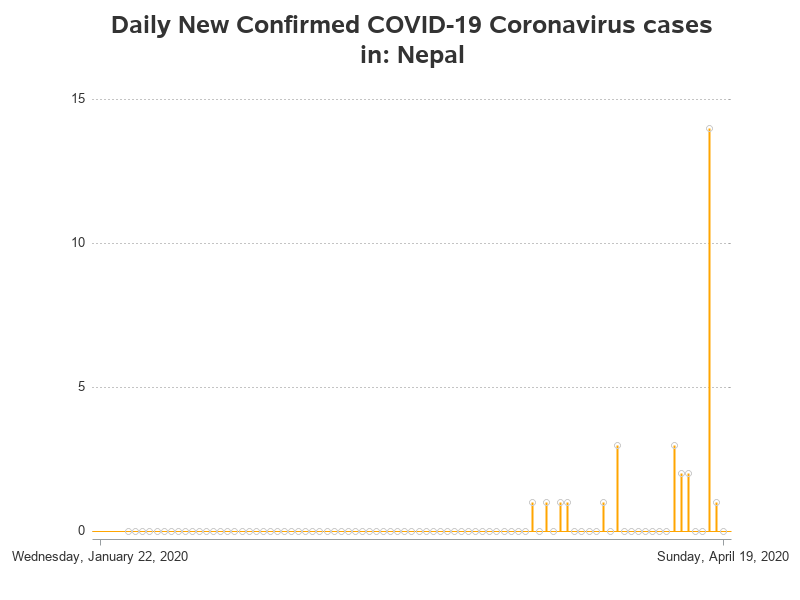 Daily New Confirmed COVID-19 Coronavirus cases
in: Nepal
15
10
5
0
Wednesday, January 22, 2020 Sunday, April 19, 2020